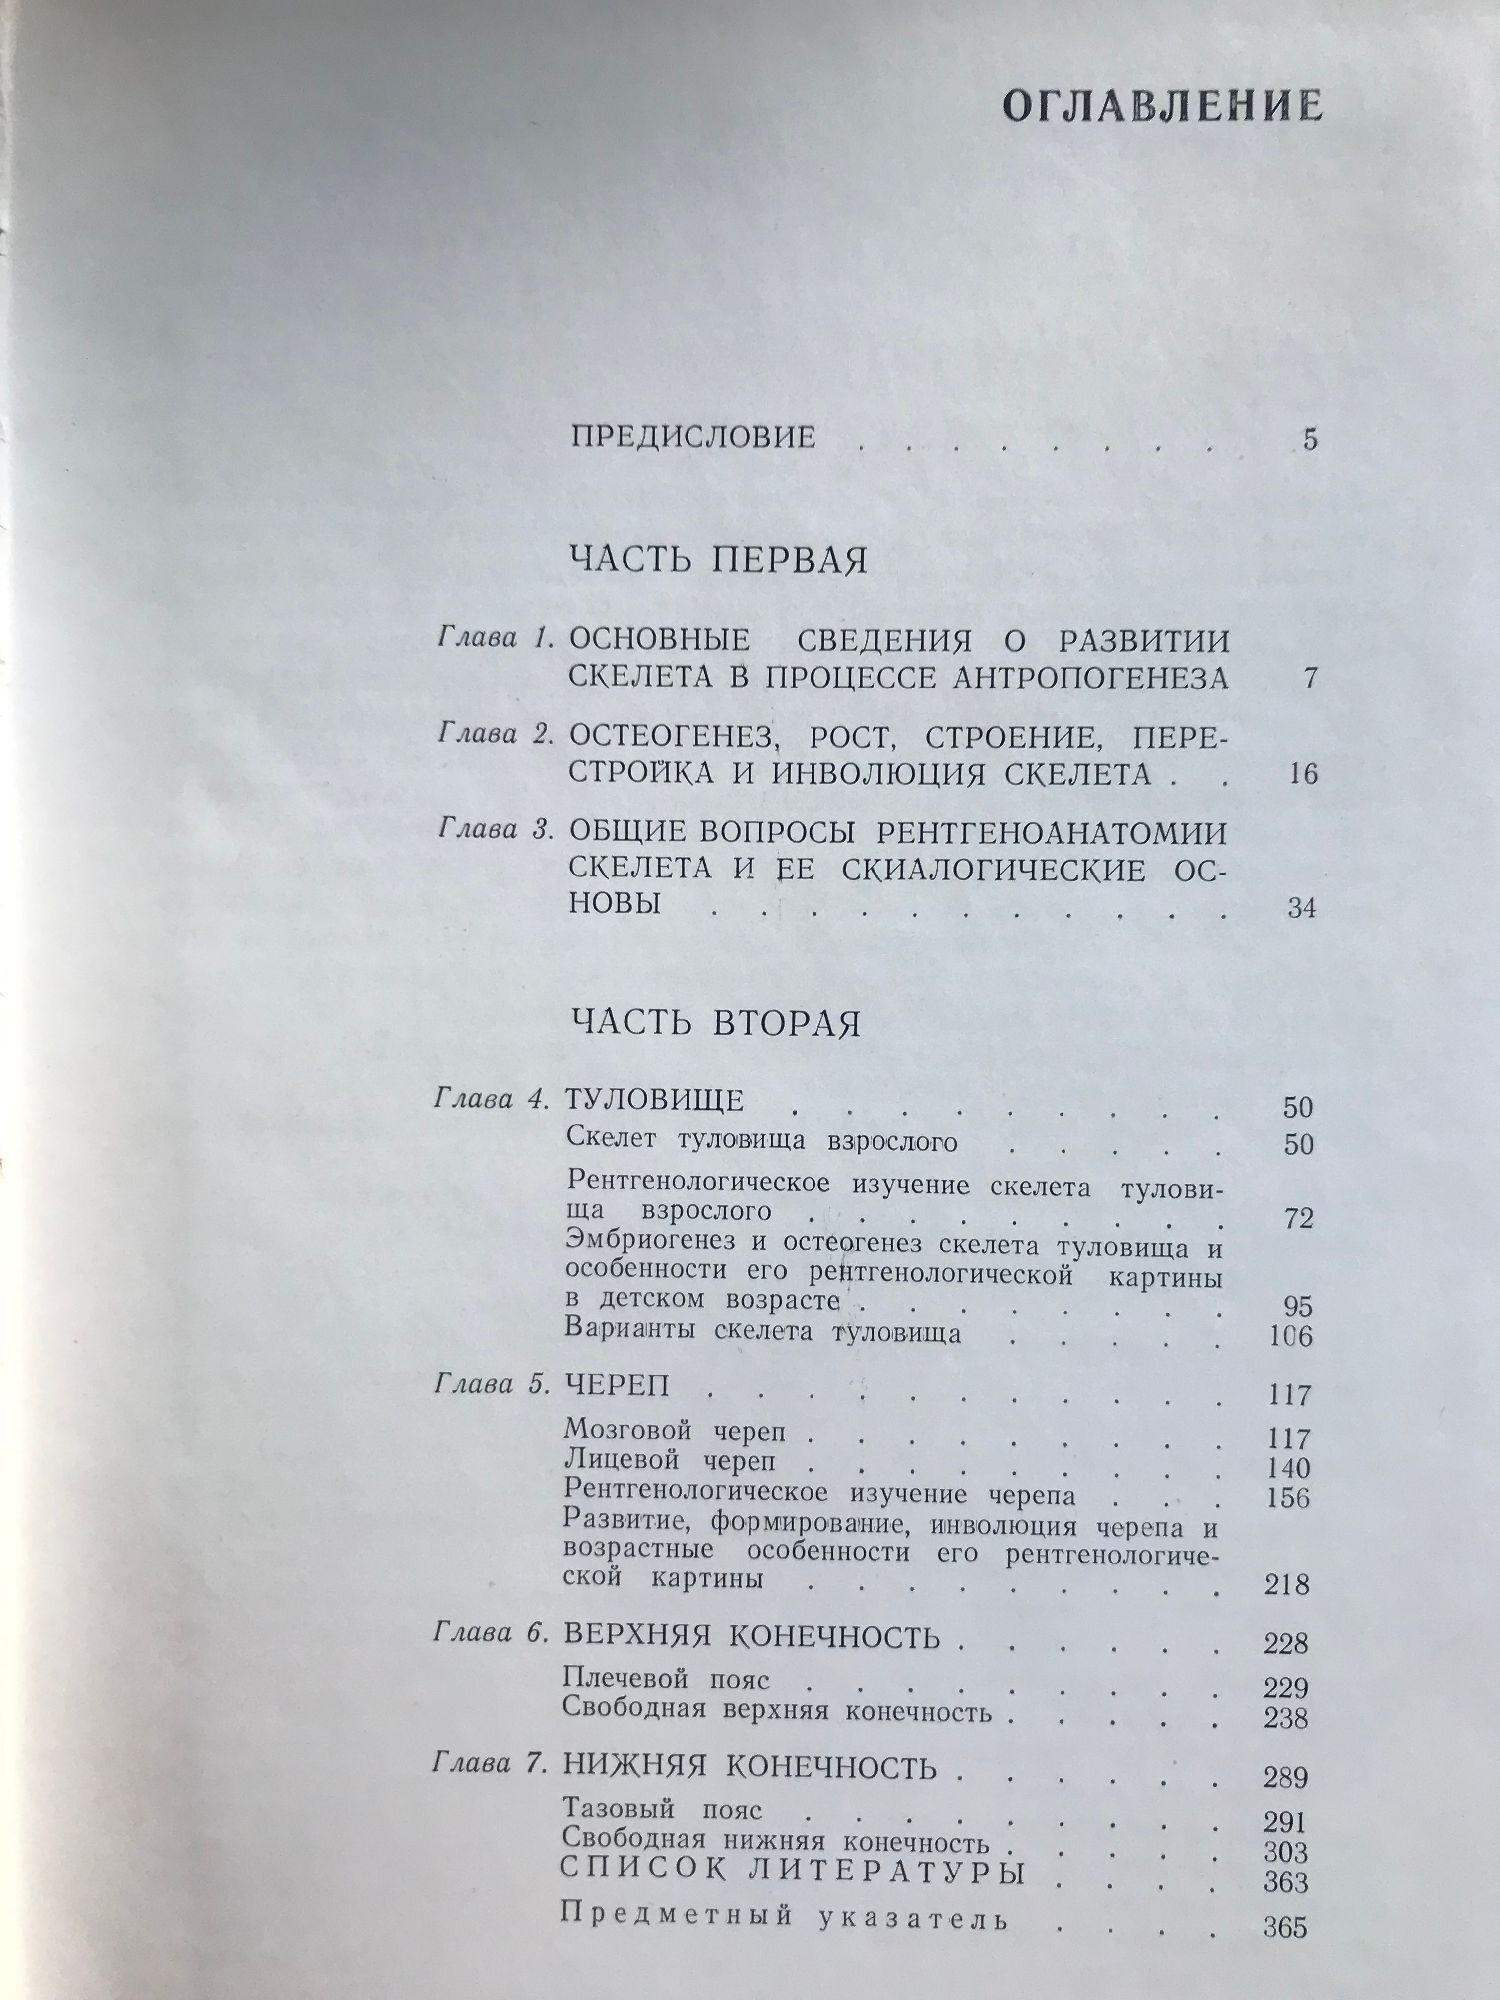 ОГЛАВЛЕНИЕ
ПРЕДИСЛОВИЕ . . . . . . . . 5
ЧАСТЬ ПЕРВАЯ
Глава 1. ОСНОВНЫЕ СВЕДЕНИЯ О РАЗВИТИИ
СКЕЛЕТА В ПРОЦЕССЕ АНТРОПОГЕНЕЗА 7
Глава 2. ОСТЕОГЕНЕЗ, РОСТ, СТРОЕНИЕ, ПЕРЕ-
СТРОЙКА И ИНВОЛЮЦИЯ СКЕЛЕТА . . 16
Глава 3. ОБЩИЕ ВОПРОСЫ РЕНТГЕНОАНАТОМИИ
СКЕЛЕТА И ЕЕ СКИАЛОГИЧЕСКИЕ ОС-
НОВЫ . . . . . . . . . . . 34
ЧАСТЬ ВТОРАЯ
Глава 4. ТУЛОВИЩЕ . . . . . . . . . 50
Скелет туловища взрослого . . . . . 50
Рентгенологическое изучение скелета тулови-
ща взрослого . . . . . . . . . 72
Эмбриогенез и остеогенез скелета туловища и
особенности его рентгенологической картины
в детском возрасте . . . . . . . . 95
Варианты скелета туловища . . . . . 106
Глава 5. ЧЕРЕП . . . . . . . . . . . 117
Мозговой череп . . . . . . . . . 117
Лицевой череп . . . . . . . . . 140
Рентгенологическое изучение черепа . . . 156
Развитие, формирование, инволюция черепа и
возрастные особенности его рентгенологиче-
ской картины . . . . . . . . . 218
Глава 6. ВЕРХНЯЯ КОНЕЧНОСТЬ . . . . . . 228
Плечевой пояс . . . . . . . . . 229
Свободная верхняя конечность . . . . . 238
Глава 7. НИЖНЯЯ КОНЕЧНОСТЬ . . . . . . 289
Тазовый пояс . . . . . . . . . 291
Свободная нижняя конечность . . . . . 303
СПИСОК ЛИТЕРАТУРЫ . . . . 363
Предметный указатель . . . . 365